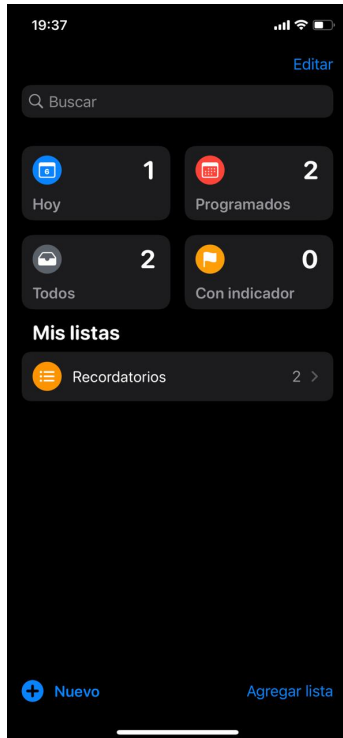 19:37
Editar
Buscar
6
1
2
Hoy
Programados
2
0
Todos
Con indicador
Mis listas
Recordatorios 2
Nuevo
Agregar lista